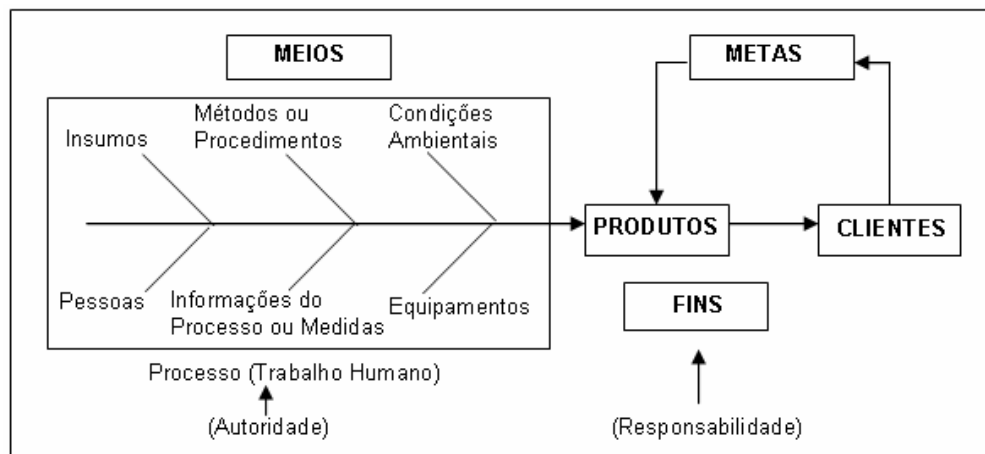 MEIOS
METAS
Insumos
Métodos ou
Procedimentos
Condições
Ambientais
PRODUTOS
CLIENTES
Pessoas
Informações do
Processo ou Medidas
Equipamentos
FINS
Processo (Trabalho Humano)
(Autoridade)
(Responsabilidade)